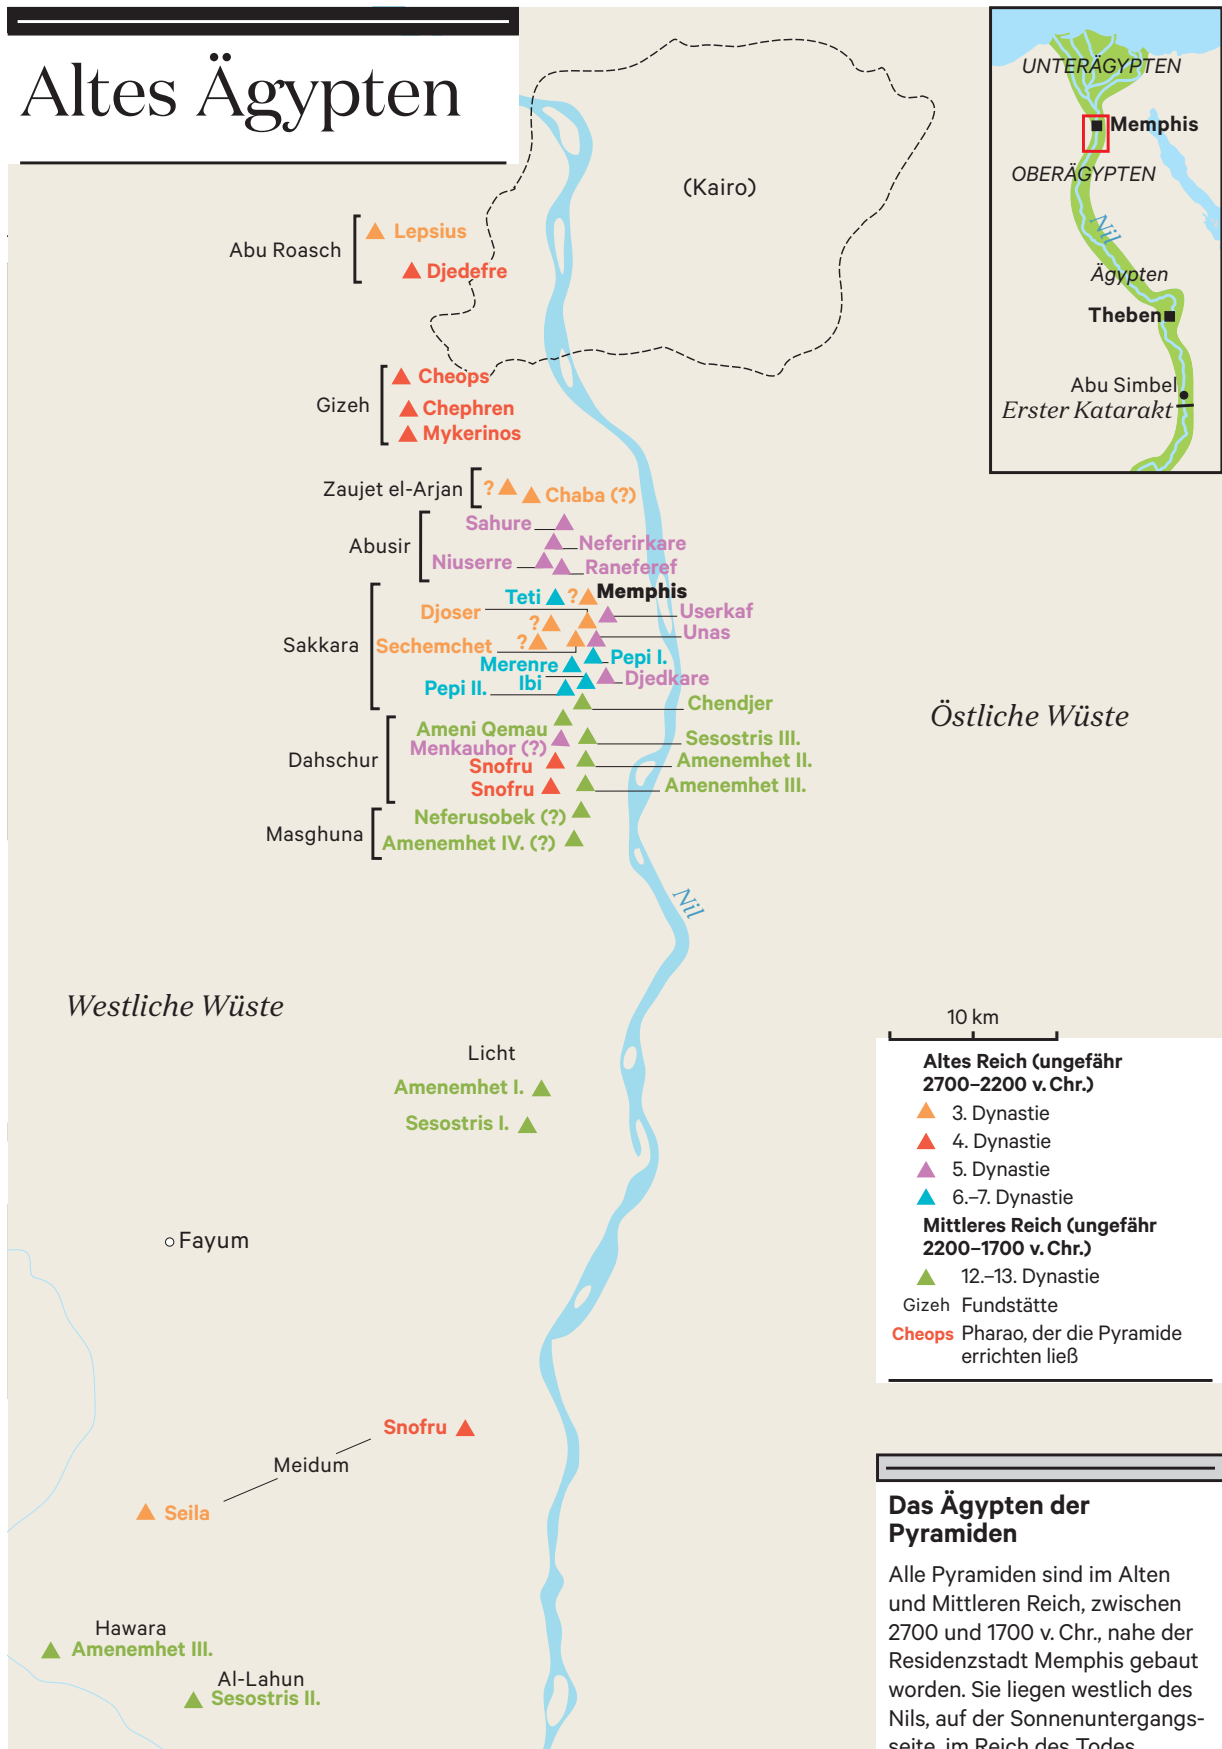 Altes Ägypten
(Kairo)
UNTERÄGYPTEN
Memphis
OBERÄGYPTEN
Nil
Ägypten
Theben
Abu Simbel
Erster Katarakt
Abu Roasch
Lepsius
Djedefre
Gizeh
Cheops
Chephren
Mykerinos
Zaujet el-Arjan
?
Chaba (?)
Abusir
Sahure
Neferirkare
Niuserre
Raneferef
Sakkara
Teti
?
Memphis
Djoser
Userkaf
?
Unas
Sechemchet
?
Pepi I.
Merenre
Ibi
Djedkare
Pepi II.
Chendjer
Dahschur
Ameni Qemau
Sesostris III.
Menkauhor (?)
Amenemhet II.
Snofru
Snofru
Amenemhet III.
Masghuna
Neferusobek (?)
Amenemhet IV. (?)
Östliche Wüste
Nil
Westliche Wüste
Licht
Amenemhet I.
Sesostris I.
Fayum
Snofru
Meidum
Seila
Hawara
Amenemhet III.
Al-Lahun
Sesostris II.
10 km
Altes Reich (ungefähr
2700–2200 v. Chr.)
3. Dynastie
4. Dynastie
5. Dynastie
6.–7. Dynastie
Mittleres Reich (ungefähr
2200–1700 v. Chr.)
12.–13. Dynastie
Gizeh Fundstätte
Cheops Pharao, der die Pyramide
errichten ließ
Das Ägypten der
Pyramiden
Alle Pyramiden sind im Alten
und Mittleren Reich, zwischen
2700 und 1700 v. Chr., nahe der
Residenzstadt Memphis gebaut
worden. Sie liegen westlich des
Nils, auf der Sonnenuntergangs-
seite, im Reich des Todes